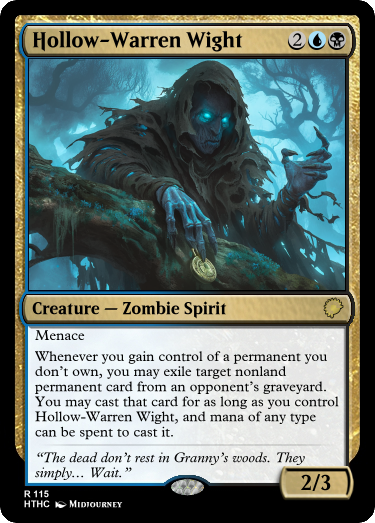 Hollow-Warren Wight 2
Creature — Zombie Spirit
Menace
Whenever you gain control of a permanent you
don't own, you may exile target nonland
permanent card from an opponent's graveyard.
You may cast that card for as long as you control
Hollow-Warren Wight, and mana of any type
can be spent to cast it.
“The dead don't rest in Granny's woods. They
simply… Wait.”
2/3
R 115
HTHC MIDJOURNEY